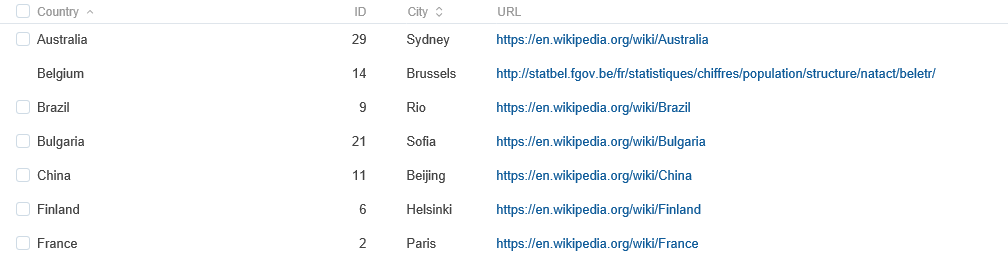 Country ID City URL
Australia 29 Sydney https://en.wikipedia.org/wiki/Australia
Belgium 14 Brussels http://statbel.fgov.be/fr/statistiques/chiffres/population/structure/natact/beletr/
Brazil 9 Rio https://en.wikipedia.org/wiki/Brazil
Bulgaria 21 Sofia https://en.wikipedia.org/wiki/Bulgaria
China 11 Beijing https://en.wikipedia.org/wiki/China
Finland 6 Helsinki https://en.wikipedia.org/wiki/Finland
France 2 Paris https://en.wikipedia.org/wiki/France